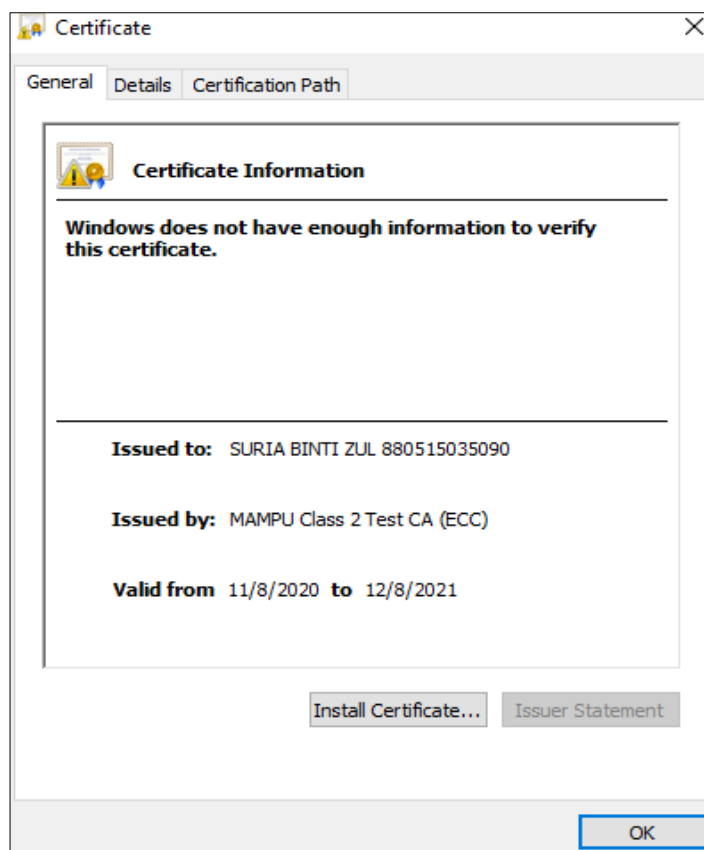 Certificate
General Details Certification Path
Certificate Information
Windows does not have enough information to verify
this certificate.
Issued to: SURIA BINTI ZUL 880515035090
Issued by: MAMPU Class 2 Test CA (ECC)
Valid from 11/8/2020 to 12/8/2021
Install Certificate... Issuer Statement
OK